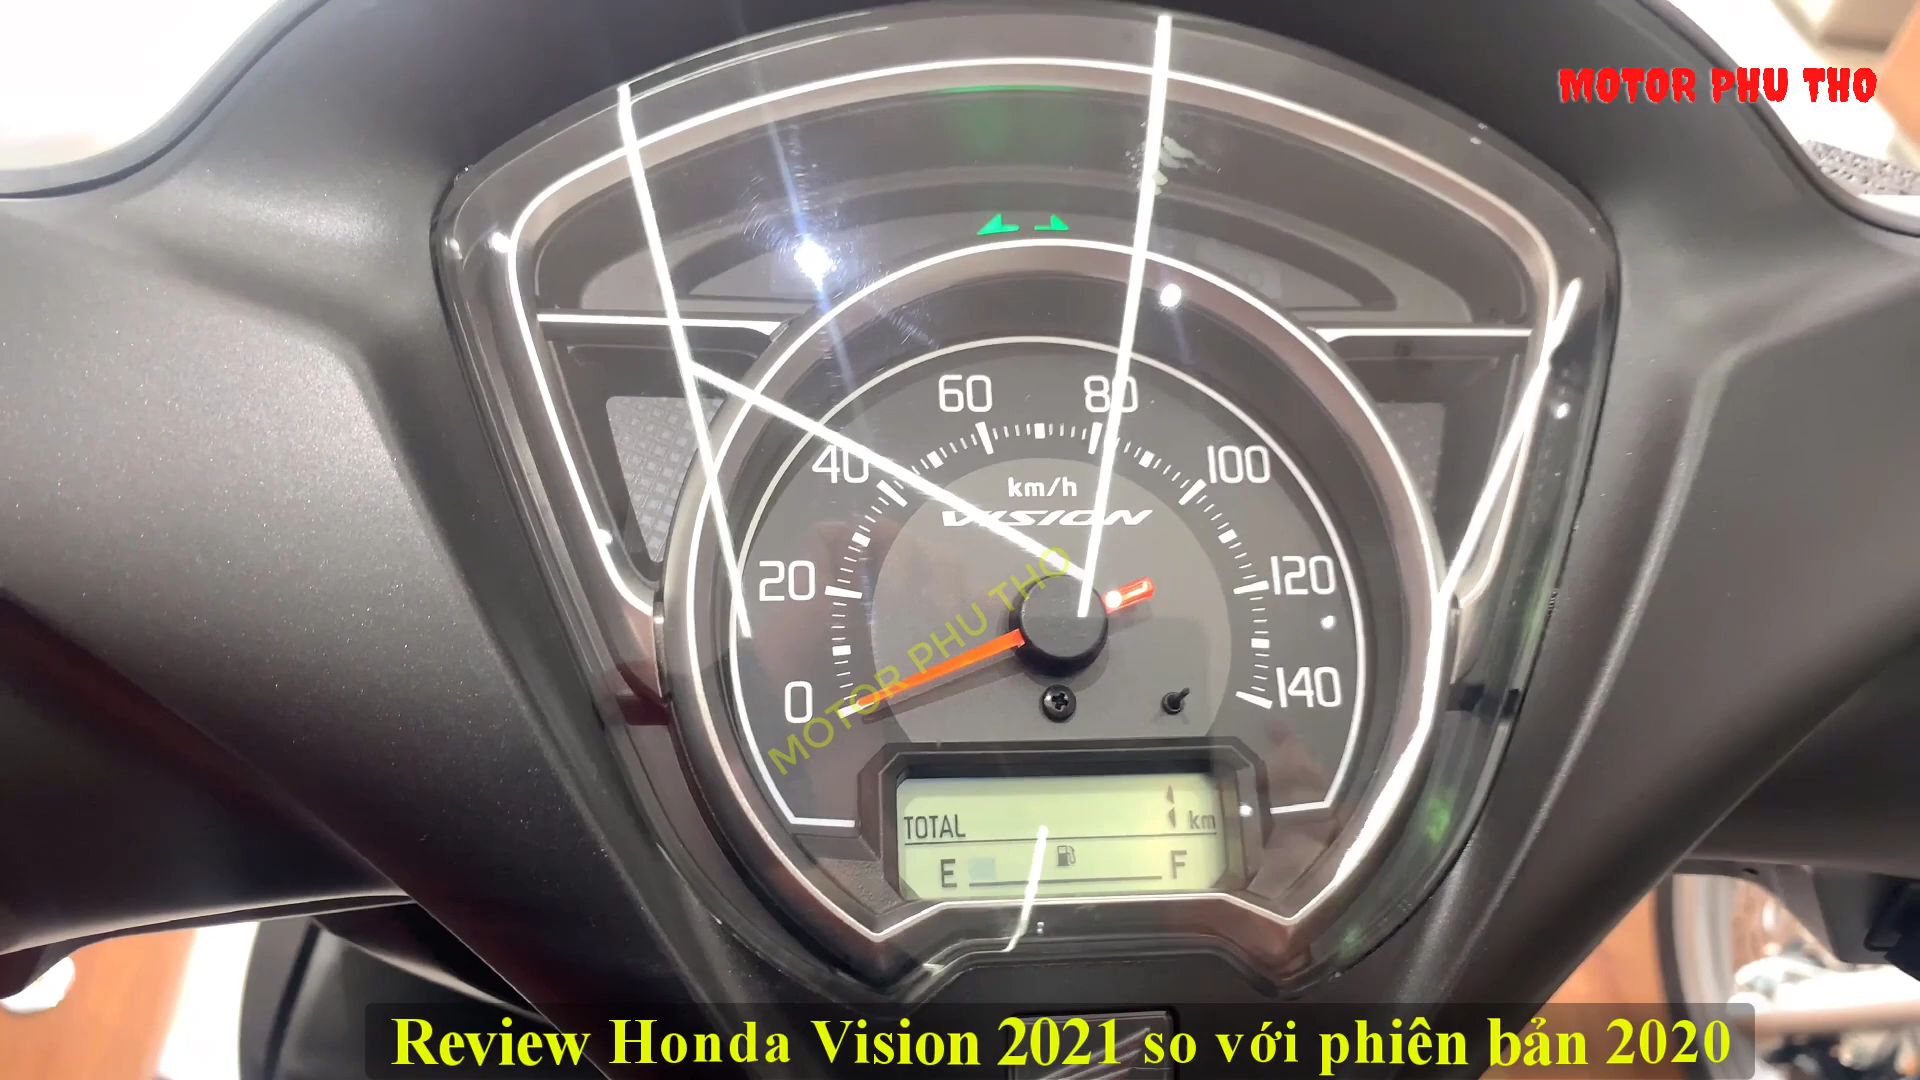 MOTOR PHU THO
60 80
40 100
km/h
VISION
20 120
MOTOR PHU THO
0 140
TOTAL km
E F
Review Honda Vision 2021 so với phiên bản 2020